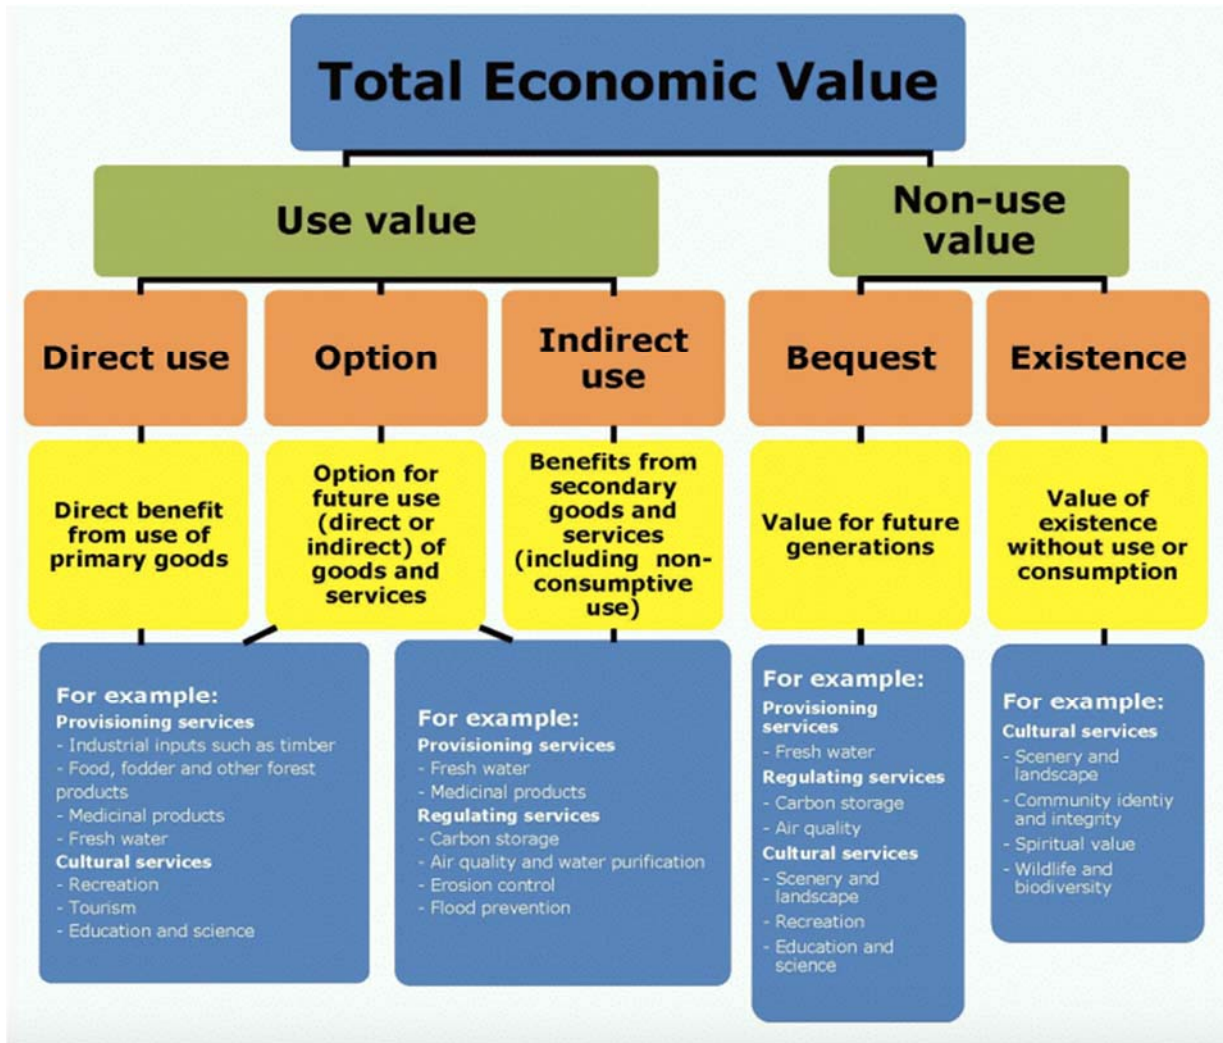 Total Economic Value
Use value
Non-use
value
Direct use
Option
Indirect
use
Bequest
Existence
Direct benefit
from use of
primary goods
Option for
future use
(direct or
indirect) of
goods and
services
Benefits from
secondary
goods and
services
(including non-
consumptive
use)
Value for future
generations
Value of
existence
without use or
consumption
For example:
Provisioning services
- Industrial inputs such as timber
- Food, fodder and other forest
products
- Medicinal products
- Fresh water
Cultural services
- Recreation
- Tourism
- Education and science
For example:
Provisioning services
- Fresh water
- Medicinal products
Regulating services
- Carbon storage
- Air quality and water purification
- Erosion control
- Flood prevention
For example:
Provisioning
services
- Fresh water
Regulating services
- Carbon storage
- Air quality
Cultural services
- Scenery and
landscape
- Recreation
- Education and
science
For example:
Cultural services
- Scenery and
landscape
- Community identiy
and integrity
- Spiritual value
- Wildlife and
biodiversity